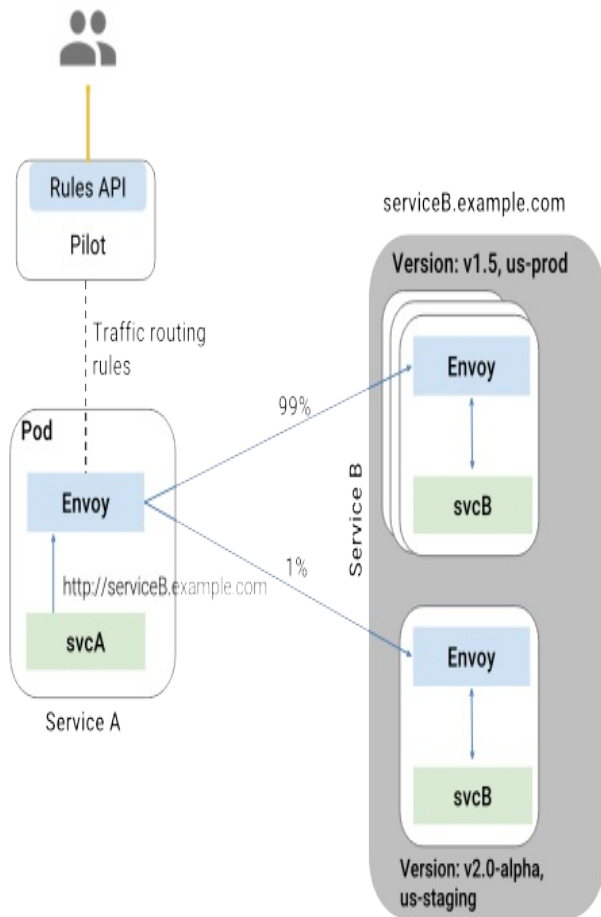 Rules API
Pilot
Traffic routing
rules
Pod
Envoy
http://serviceB.example.com
svcA
Service A
99%
1%
serviceB.example.com
Service B
Version: v1.5, us-prod
Envoy
svcB
Envoy
svcB
Version: v2.0-alpha,
us-staging